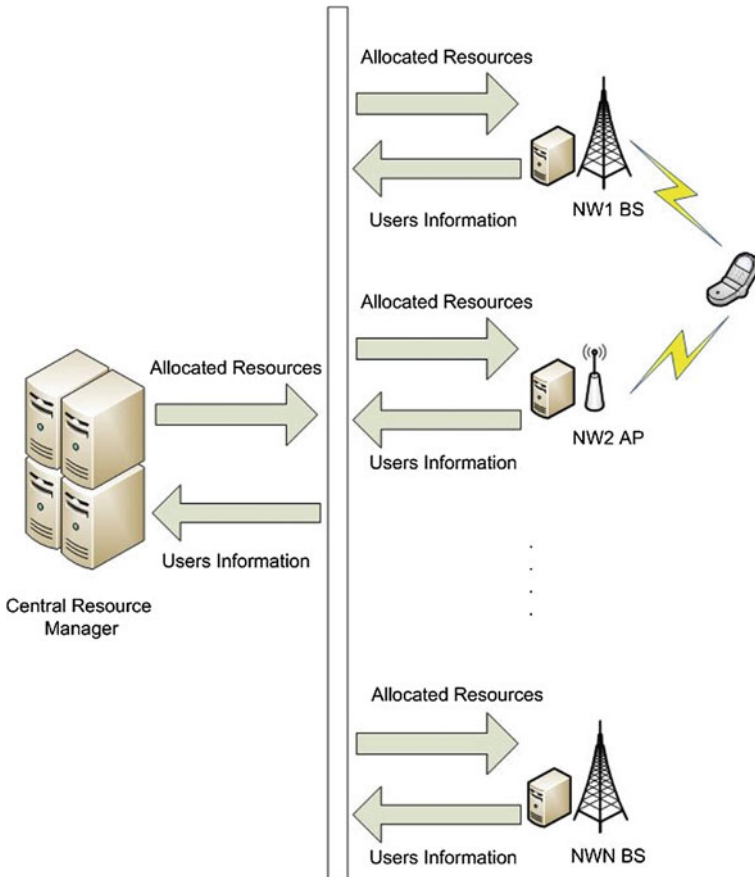 Allocated Resources
Users Information
NW1 BS
Allocated Resources
Users Information
NW2 AP
Allocated Resources
Users Information
Central Resource
Manager
Allocated Resources
Users Information
NWN BS